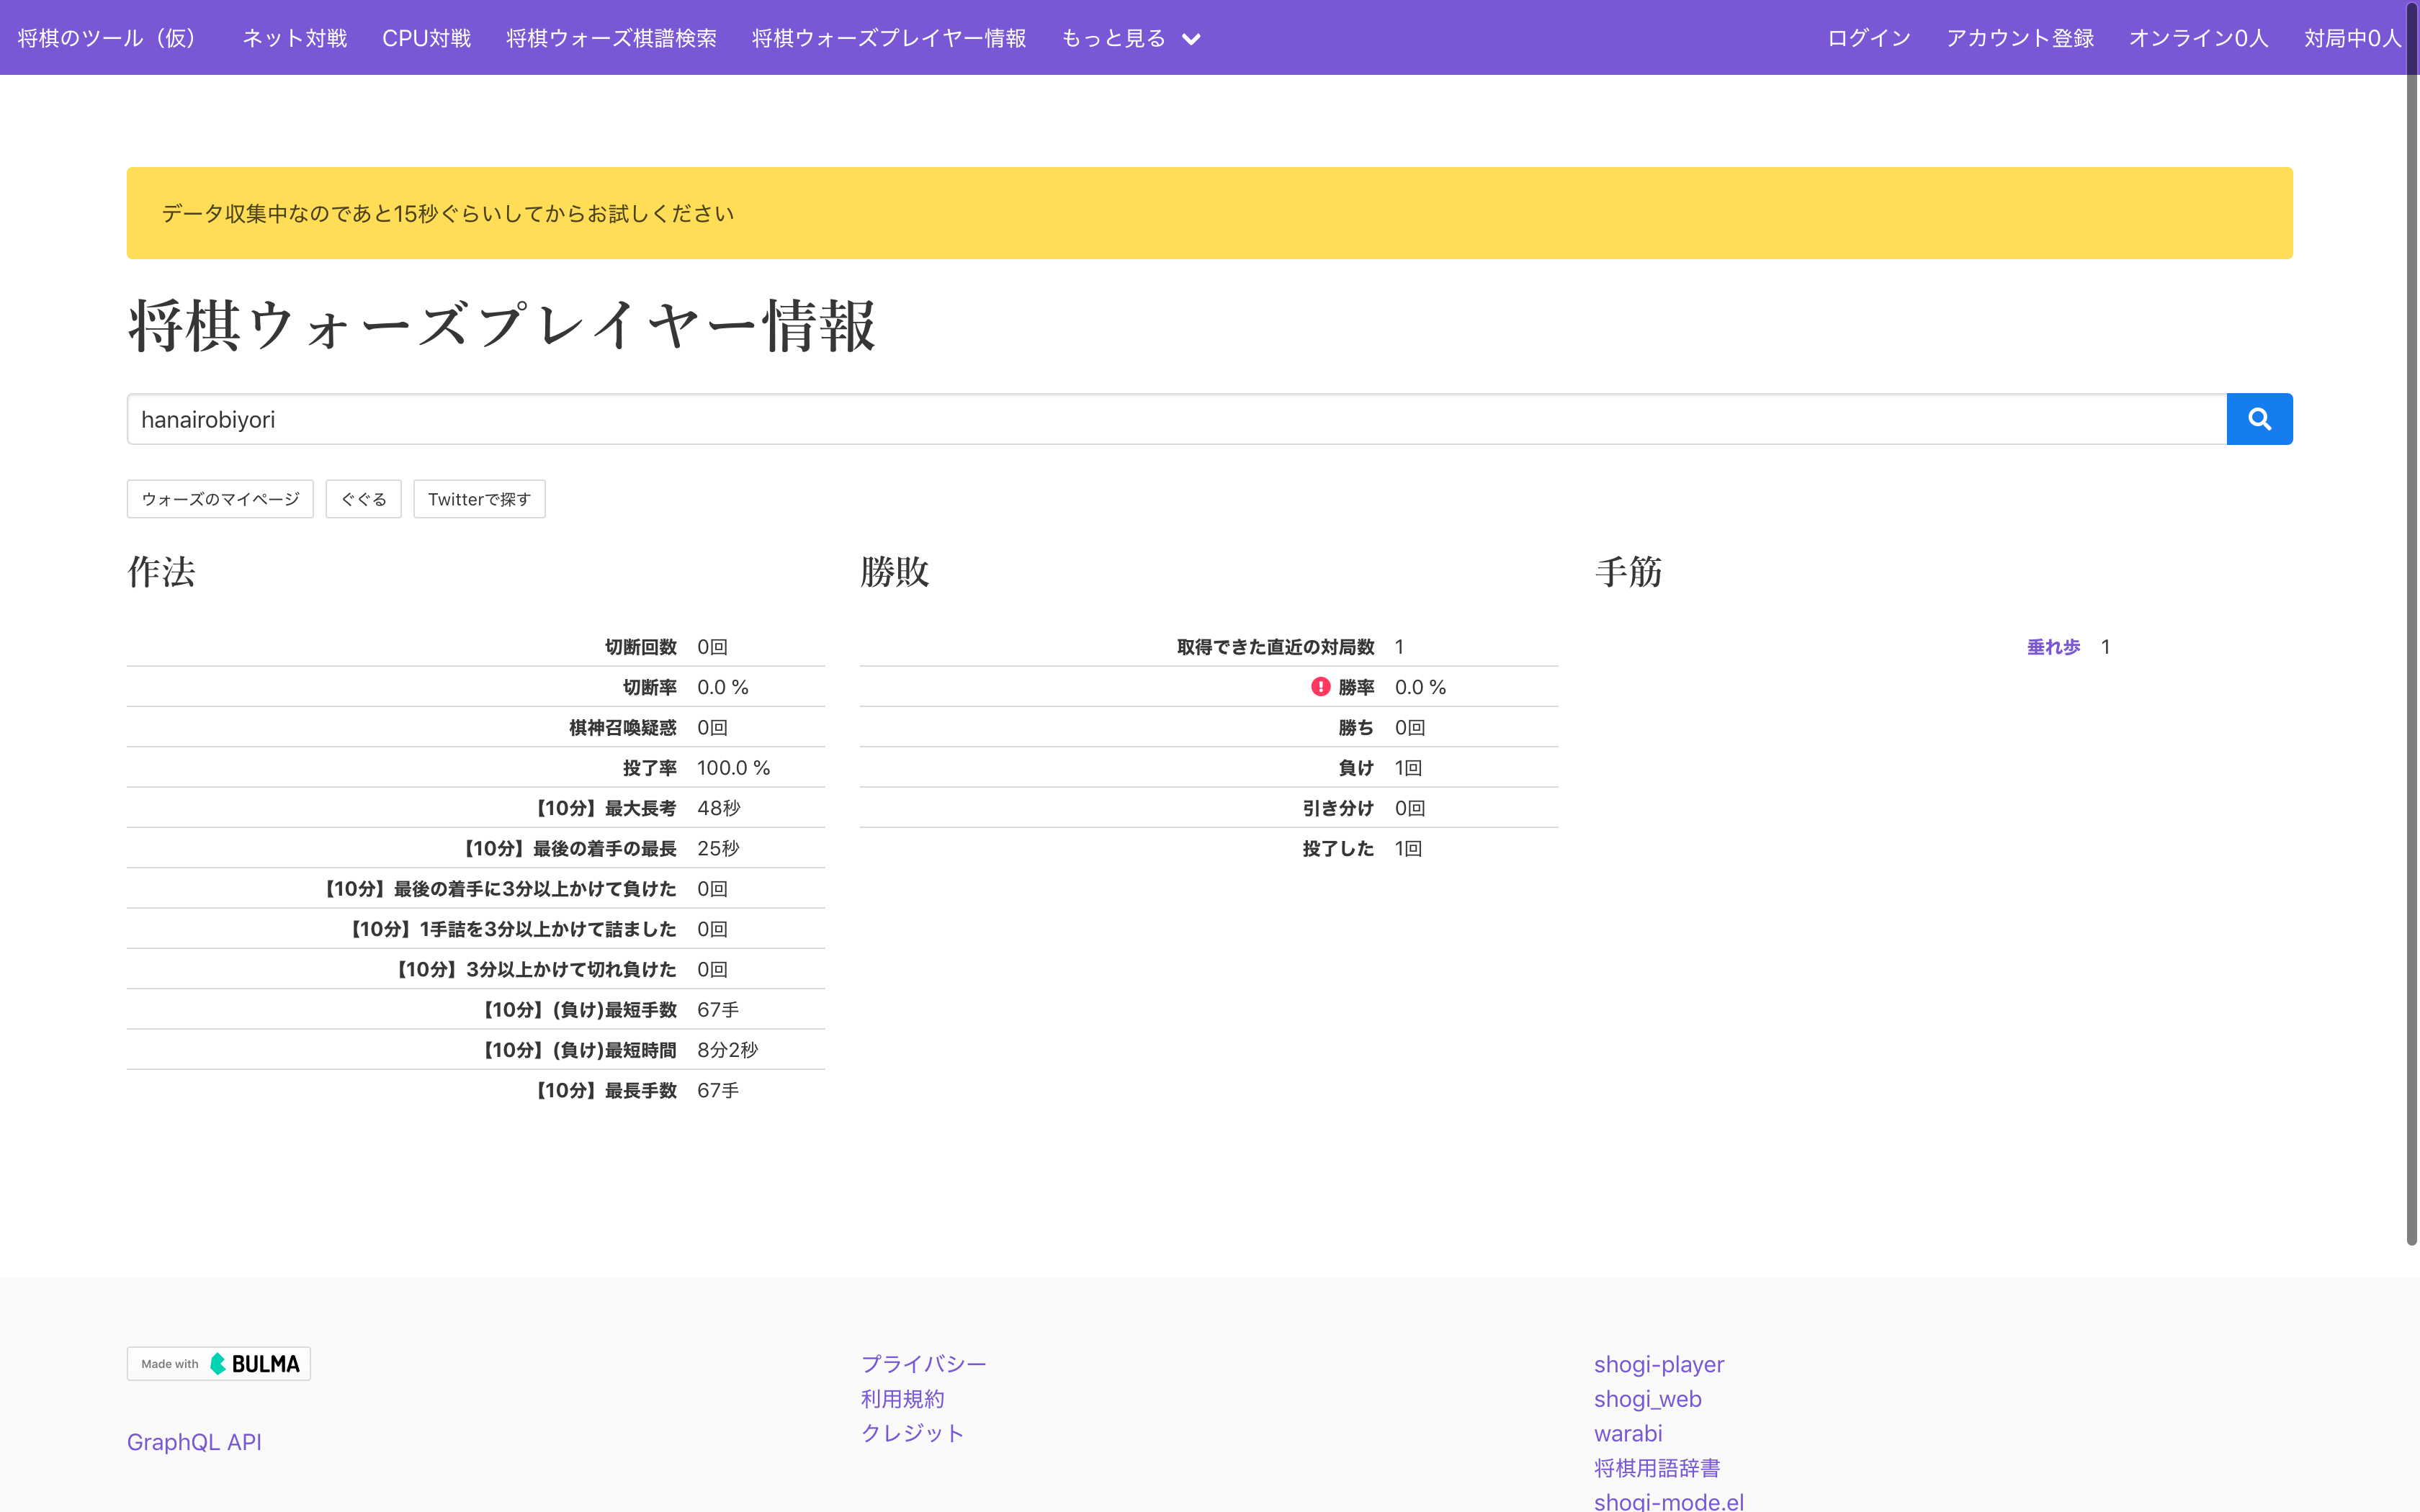 将棋のツール（仮） ネット対戦 CPU対戦 将棋ウォーズ棋譜検索 将棋ウォーズプレイヤー情報 もっと見る ログイン アカウント登録 オンライン0人 対局中0人
データ収集中なのであと15秒ぐらいしてからお試しください
将棋ウォーズプレイヤー情報
hanairobiyori
ウォーズのマイページ ぐぐる Twitterで探す
作法
切断回数 0回
切断率 0.0 %
棋神召喚疑惑 0回
投了率 100.0 %
【10分】最大長考 48秒
【10分】最後の着手の最長 25秒
【10分】最後の着手に3分以上かけて負けた 0回
【10分】1手詰を3分以上かけて詰ました 0回
【10分】3分以上かけて切れ負けた 0回
【10分】(負け)最短手数 67手
【10分】(負け)最短時間 8分2秒
【10分】最長手数 67手
勝敗
取得できた直近の対局数 1
勝率 0.0 %
勝ち 0回
負け 1回
引き分け 0回
投了した 1回
手筋
垂れ歩 1
Made with BULMA
GraphQL API
プライバシー
利用規約
クレジット
shogi-player
shogi_web
warabi
将棋用語辞書
shogi-mode.el